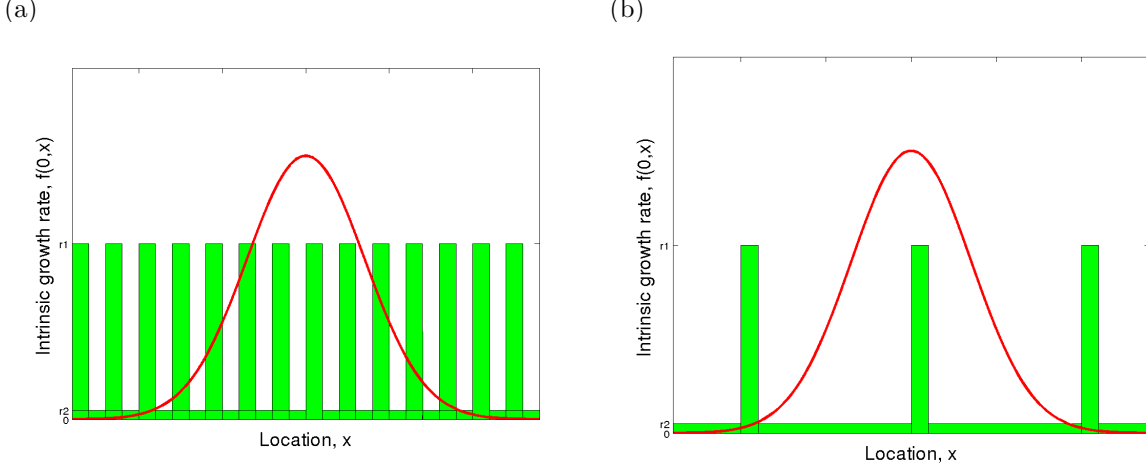 (a)
Intrinsic growth rate, f(0,x)
r1
r2
0
Location, x
(b)
Intrinsic growth rate, f(0,x)
r1
r2
0
Location, x